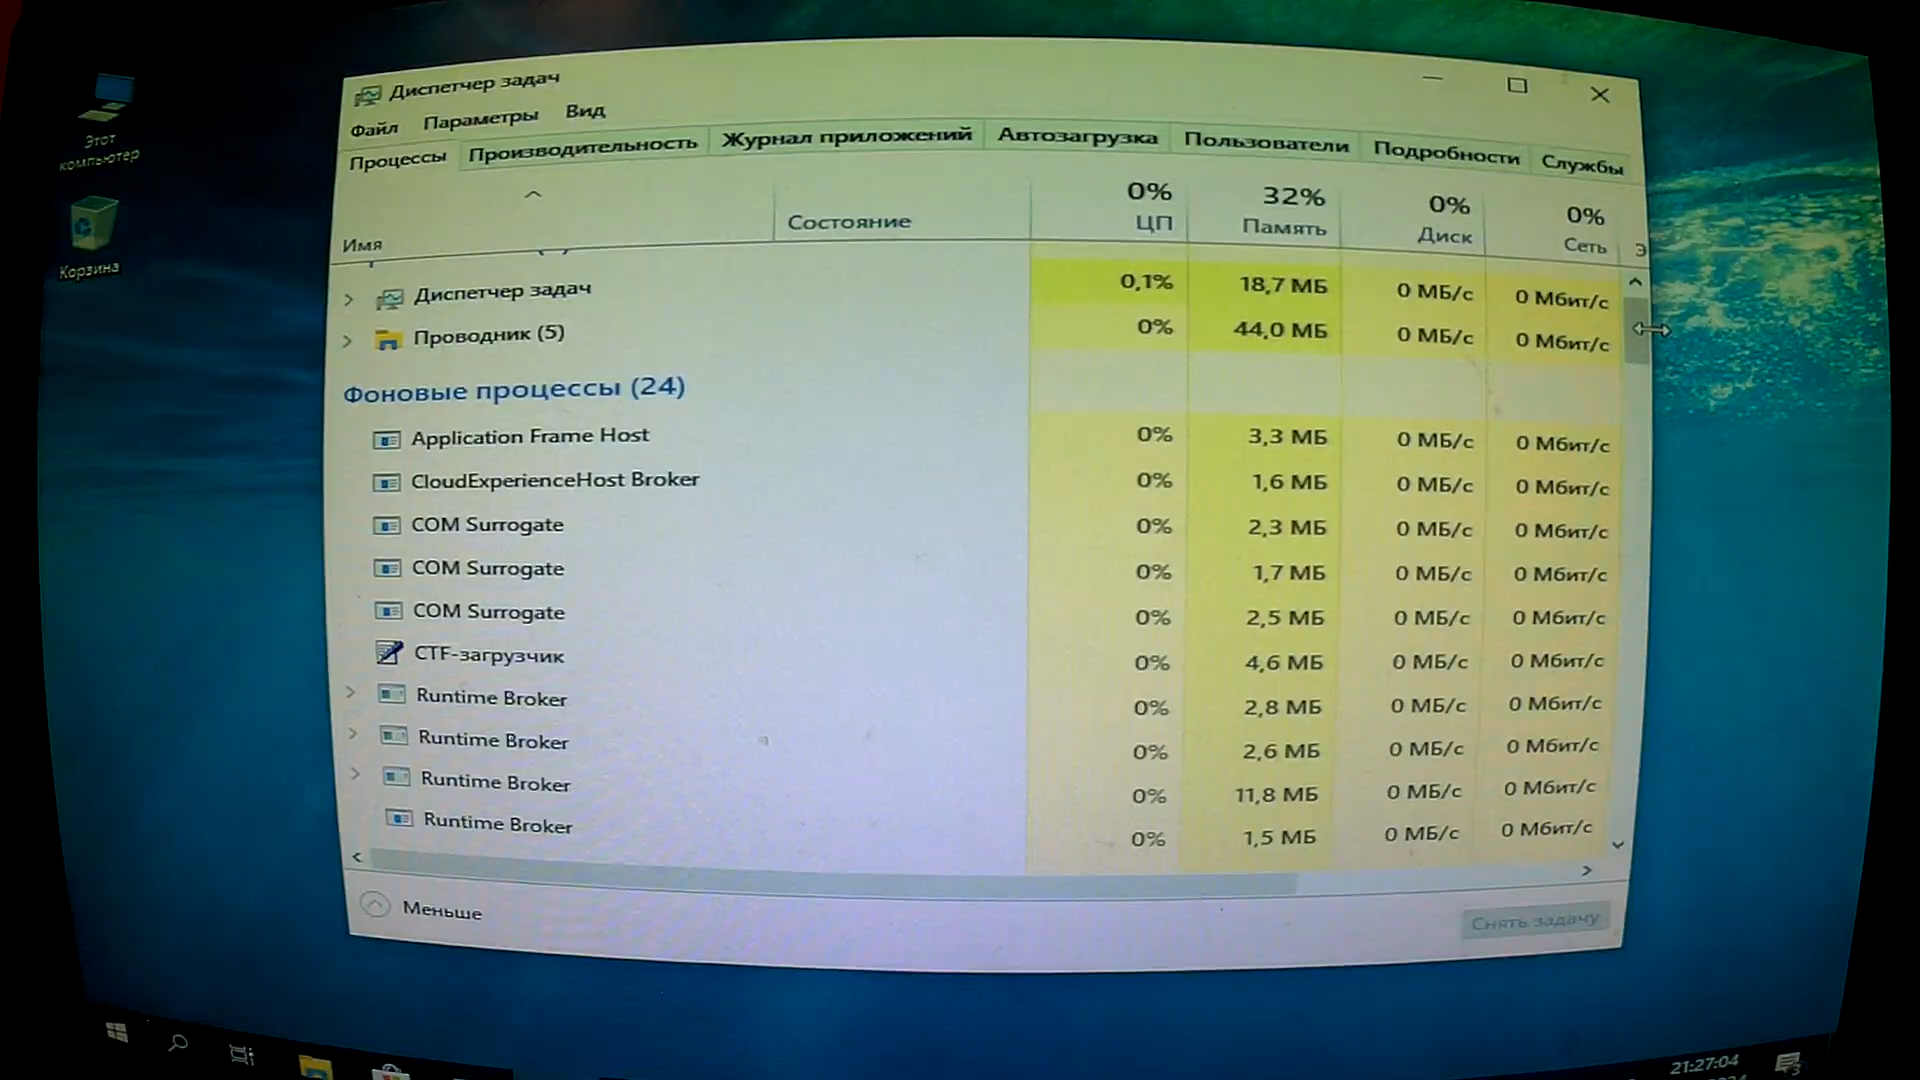 Этот
компьютер
Корзина
Диспетчер задач
Файл Параметры Вид
Процессы Производительность Журнал приложений Автозагрузка Пользователи Подробности Службы
0% 32% 0% 0%
Имя Состояние ЦП Память Диск Сеть Э
Диспетчер задач 0,1% 18,7 МБ 0 МБ/с 0 Мбит/с
Проводник (5) 0% 44,0 МБ 0 МБ/с 0 Мбит/с
Фоновые процессы (24)
Application Frame Host 0% 3,3 МБ 0 МБ/с 0 Мбит/с
CloudExperienceHost Broker 0% 1,6 МБ 0 МБ/с 0 Мбит/с
COM Surrogate 0% 2,3 МБ 0 МБ/с 0 Мбит/с
COM Surrogate 0% 1,7 МБ 0 МБ/с 0 Мбит/с
COM Surrogate 0% 2,5 МБ 0 МБ/с 0 Мбит/с
CTF-загрузчик 0% 4,6 МБ 0 МБ/с 0 Мбит/с
Runtime Broker 0% 2,8 МБ 0 МБ/с 0 Мбит/с
Runtime Broker 0% 2,6 МБ 0 МБ/с 0 Мбит/с
Runtime Broker 0% 11,8 МБ 0 МБ/с 0 Мбит/с
Runtime Broker 0% 1,5 МБ 0 МБ/с 0 Мбит/с
Меньше
Снять задачу
21:27:04
3